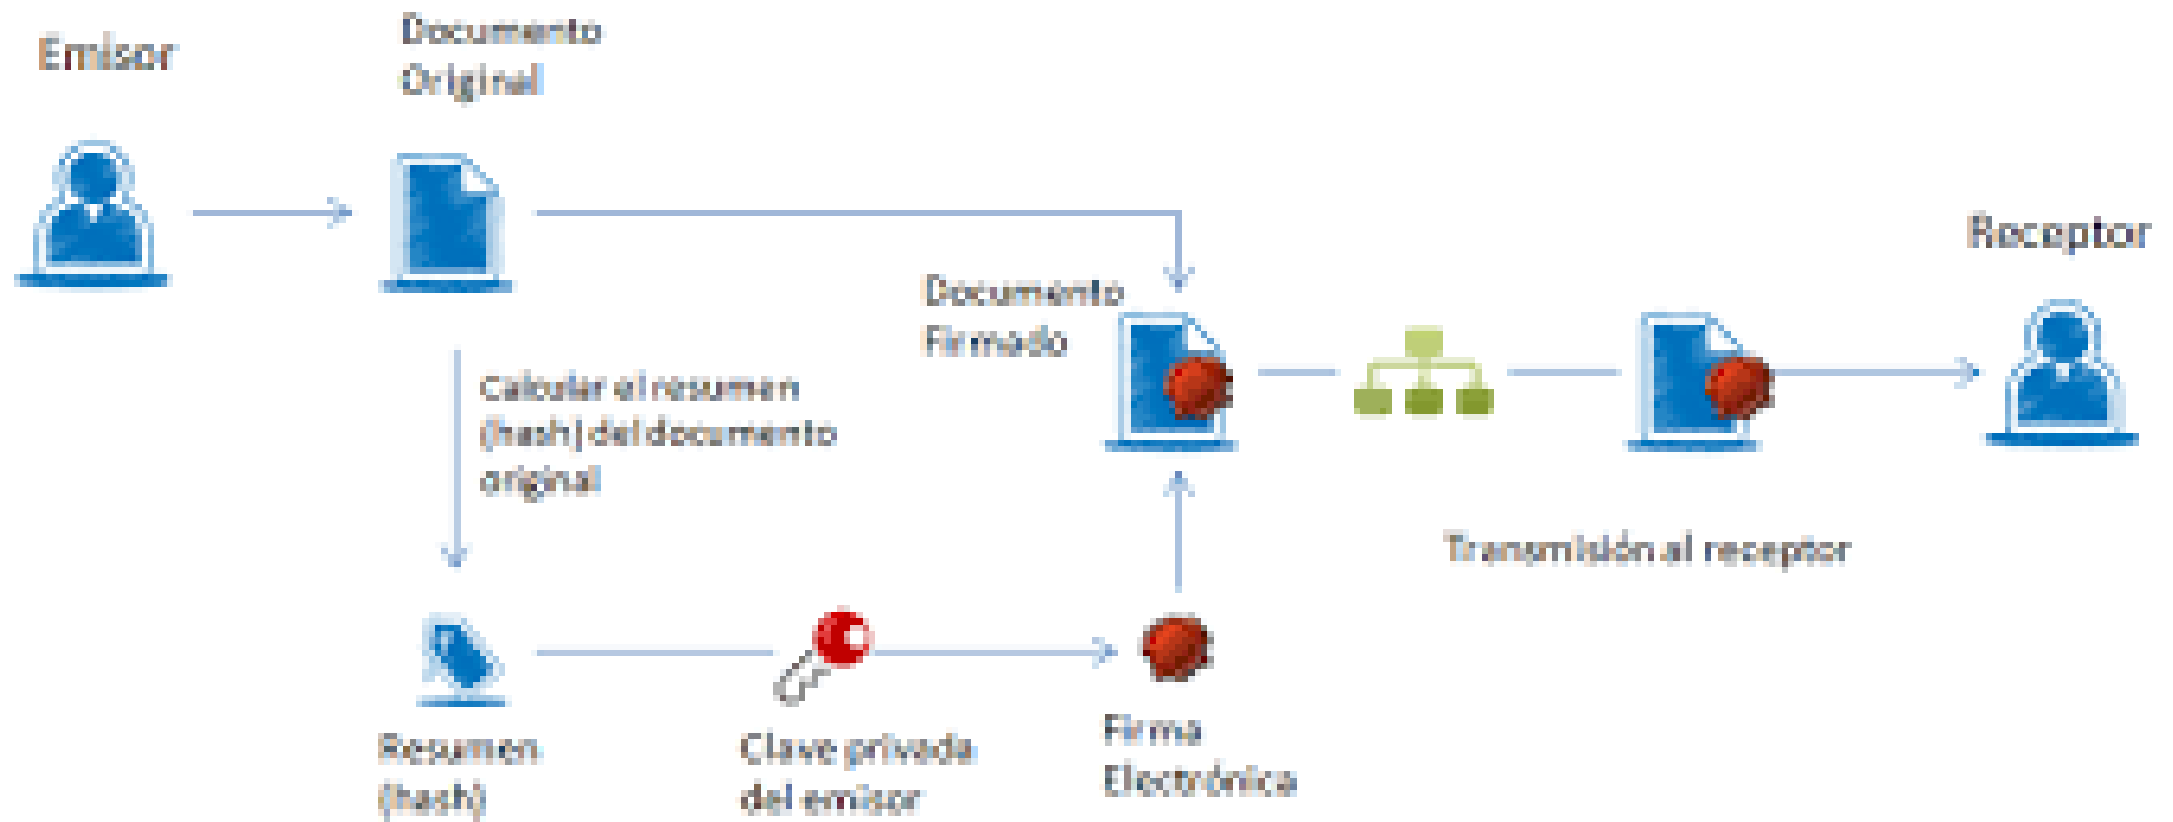 Emisor
Documento
Original
Receptor
Documento
Firmado
Calcular el resumen
(hash) del documento
original
Transmisión al receptor
Resumen
(hash)
Clave privada
del emisor
Firma
Electrónica